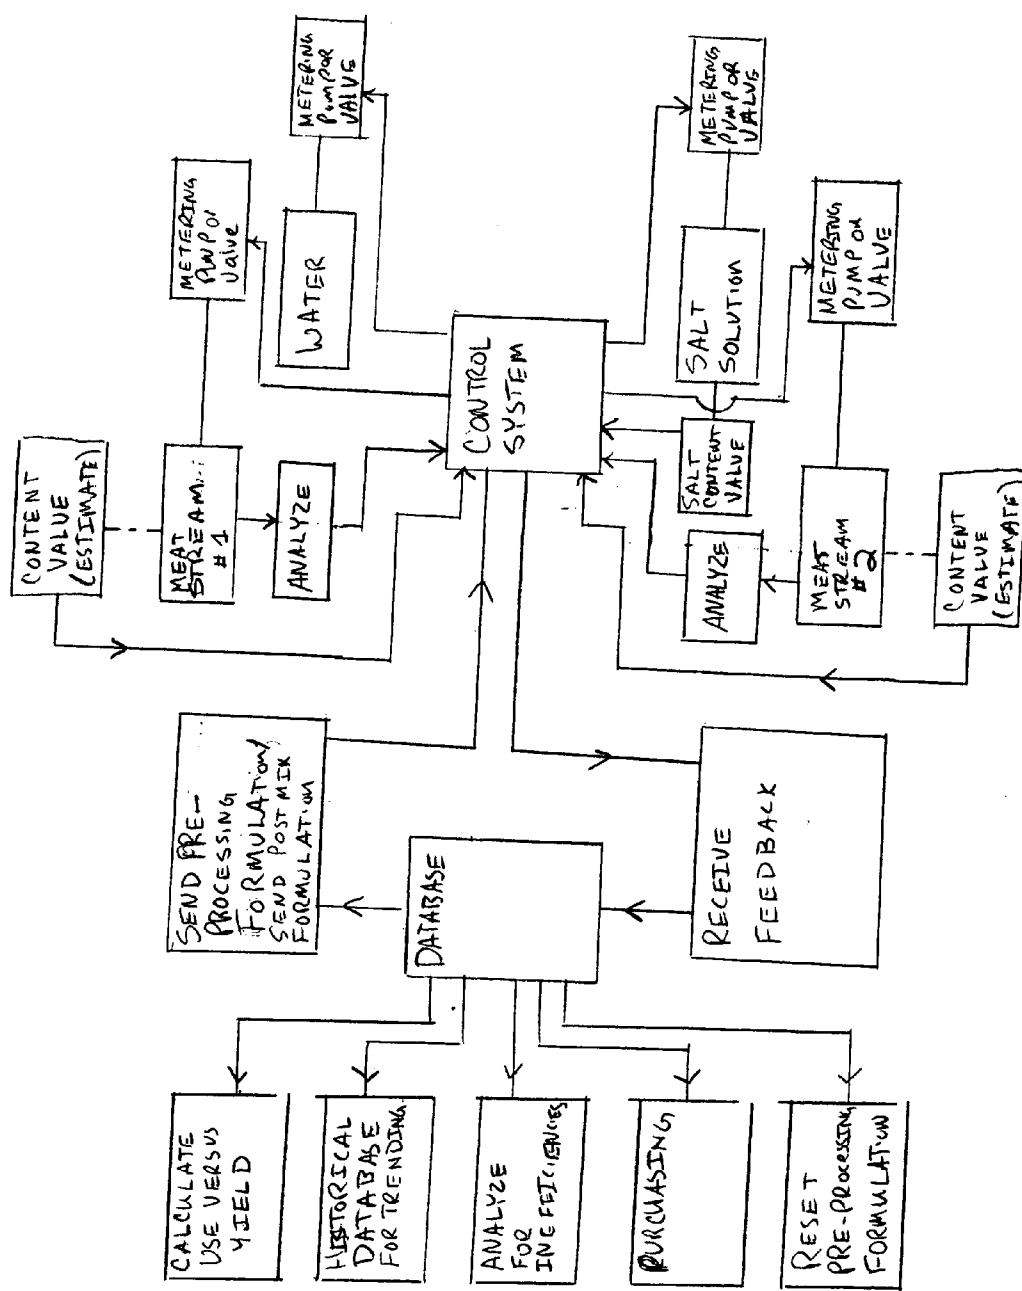 CALCULATE
USE VERSUS
YIELD
HISTORICAL
DATABASE
FOR TRENDING
ANALYZE
FOR
INEFFICIENCIES
PURCHASING
RESET
PRE-PROCESSING
FORMULATION
SEND PRE-
PROCESSING
FORMULATION/
SEND POST MIX
FORMULATION
DATABASE
RECEIVE
FEEDBACK
CONTENT
VALUE
(ESTIMATE)
MEAT
STREAM
#1
ANALYZE
METERING
PUMP OR
Valve
WATER
METERING
PUMP OR
VALVE
CONTROL
SYSTEM
SALT
SOLUTION
METERING
PUMP OR
VALVE
SALT
CONTENT
VALUE
ANALYZE
MEAT
STREAM
#2
METERING
PUMP OR
VALVE
CONTENT
VALUE
(ESTIMATE)